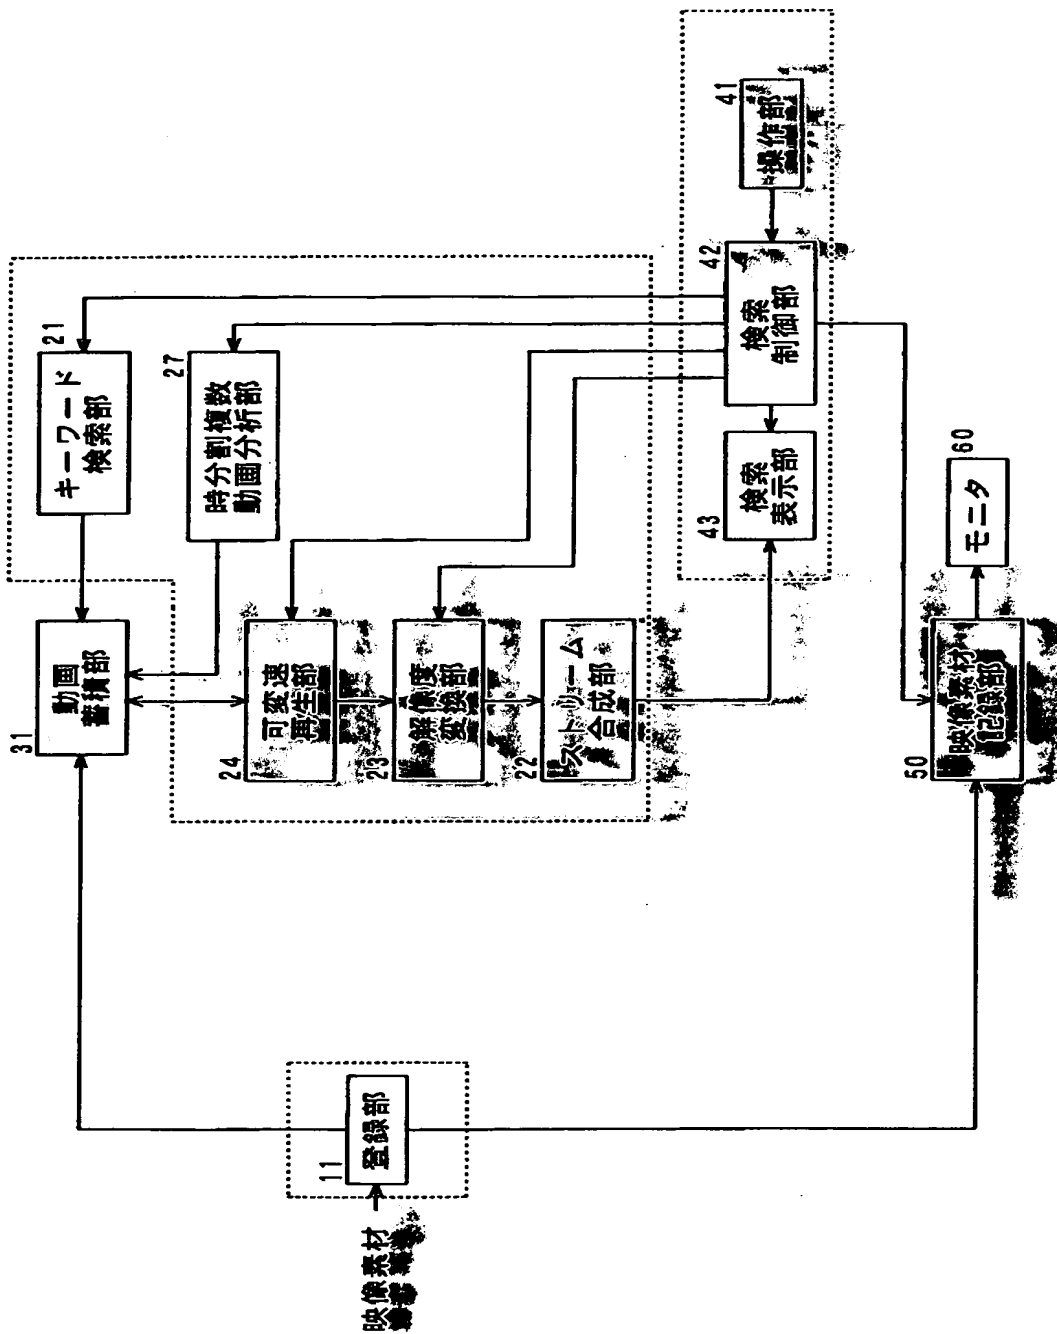 映像素材
11
登録部
31
動画
蓄積部
21
キーワード
検索部
27
時分割複数
動画分析部
24
可変速
再生部
23
解像度
変換部
22
ストリーム
合成部
41
操作部
42
検索
制御部
43
検索
表示部
50
映像素材
記録部
60
モニタ